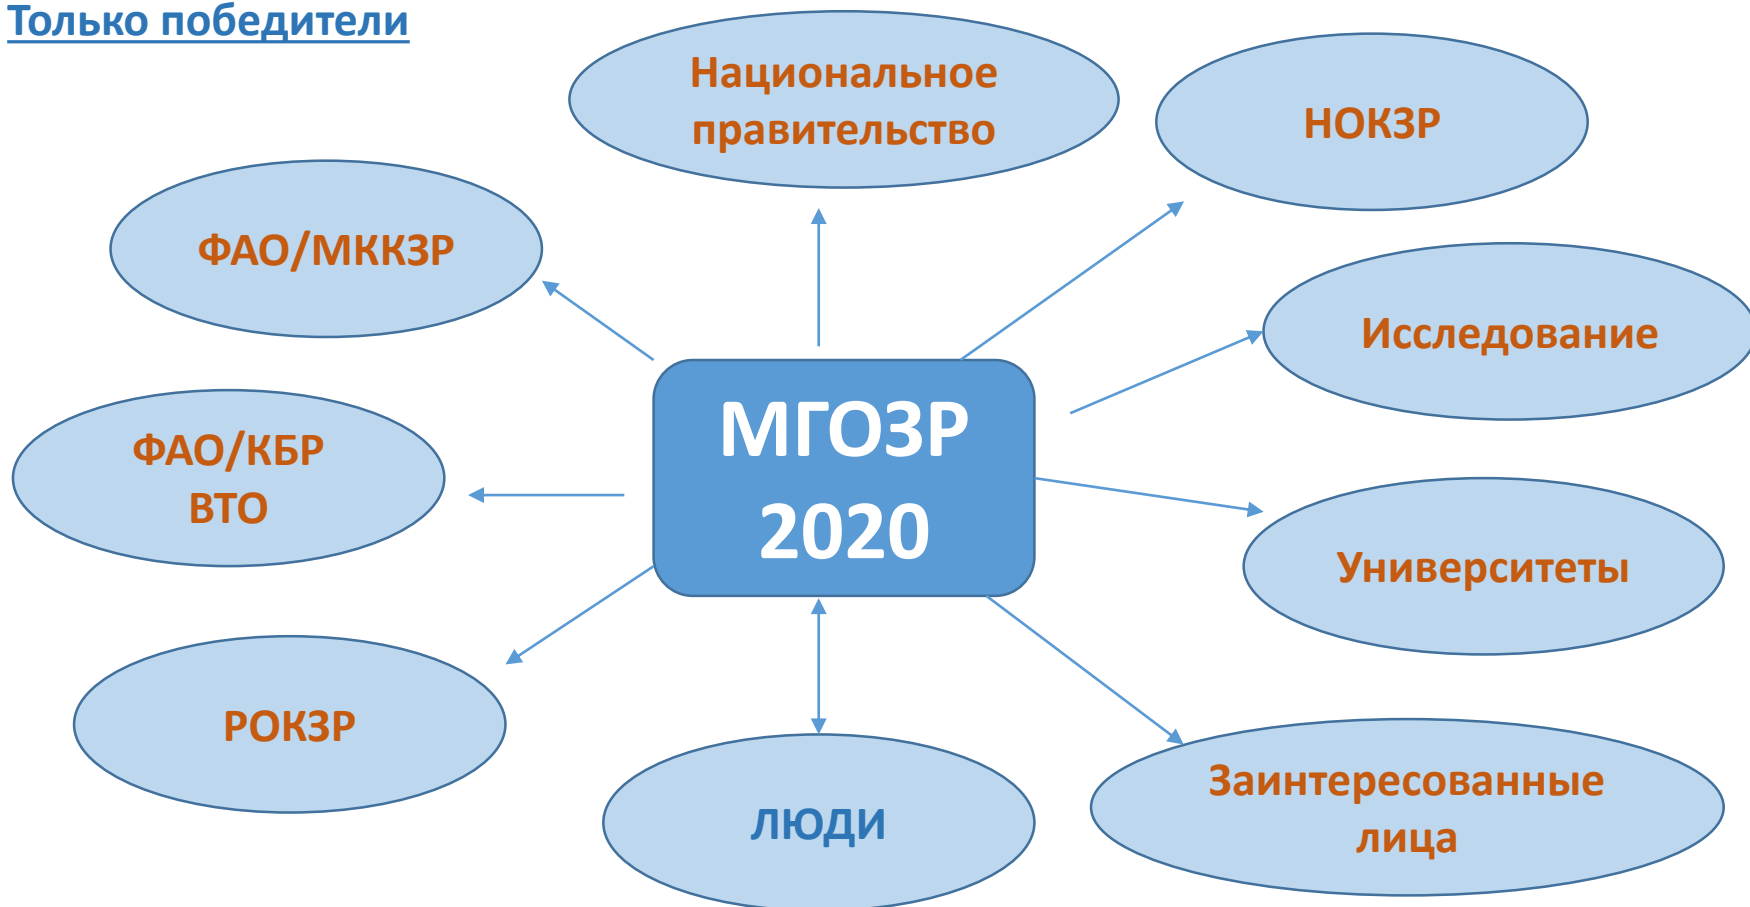 Только победители
Национальное
правительство
НОКЗР
ФАО/МККЗР
Исследование
МГОЗР
2020
ФАО/КБР
ВТО
Университеты
РОКЗР
ЛЮДИ
Заинтересованные
лица